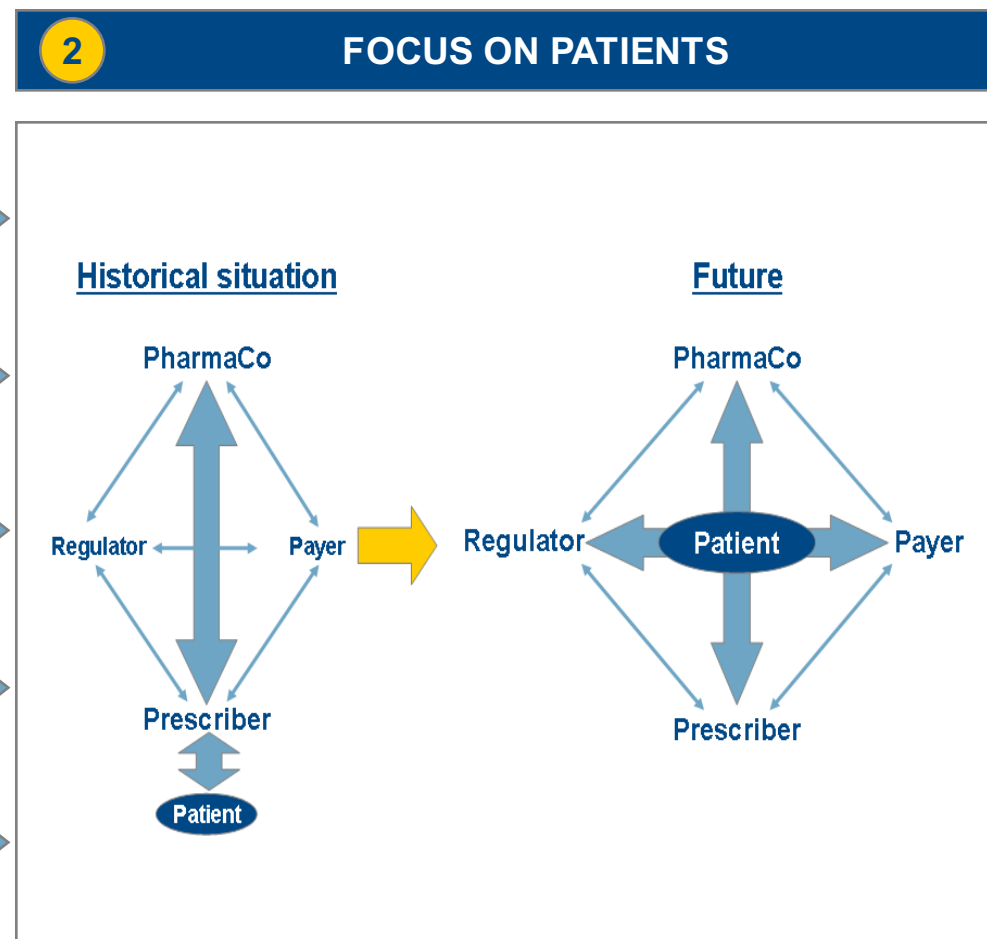 2
FOCUS ON PATIENTS
Historical situation
PharmaCo
Regulator
Payer
Prescriber
Patient
Future
PharmaCo
Regulator
Patient
Payer
Prescriber